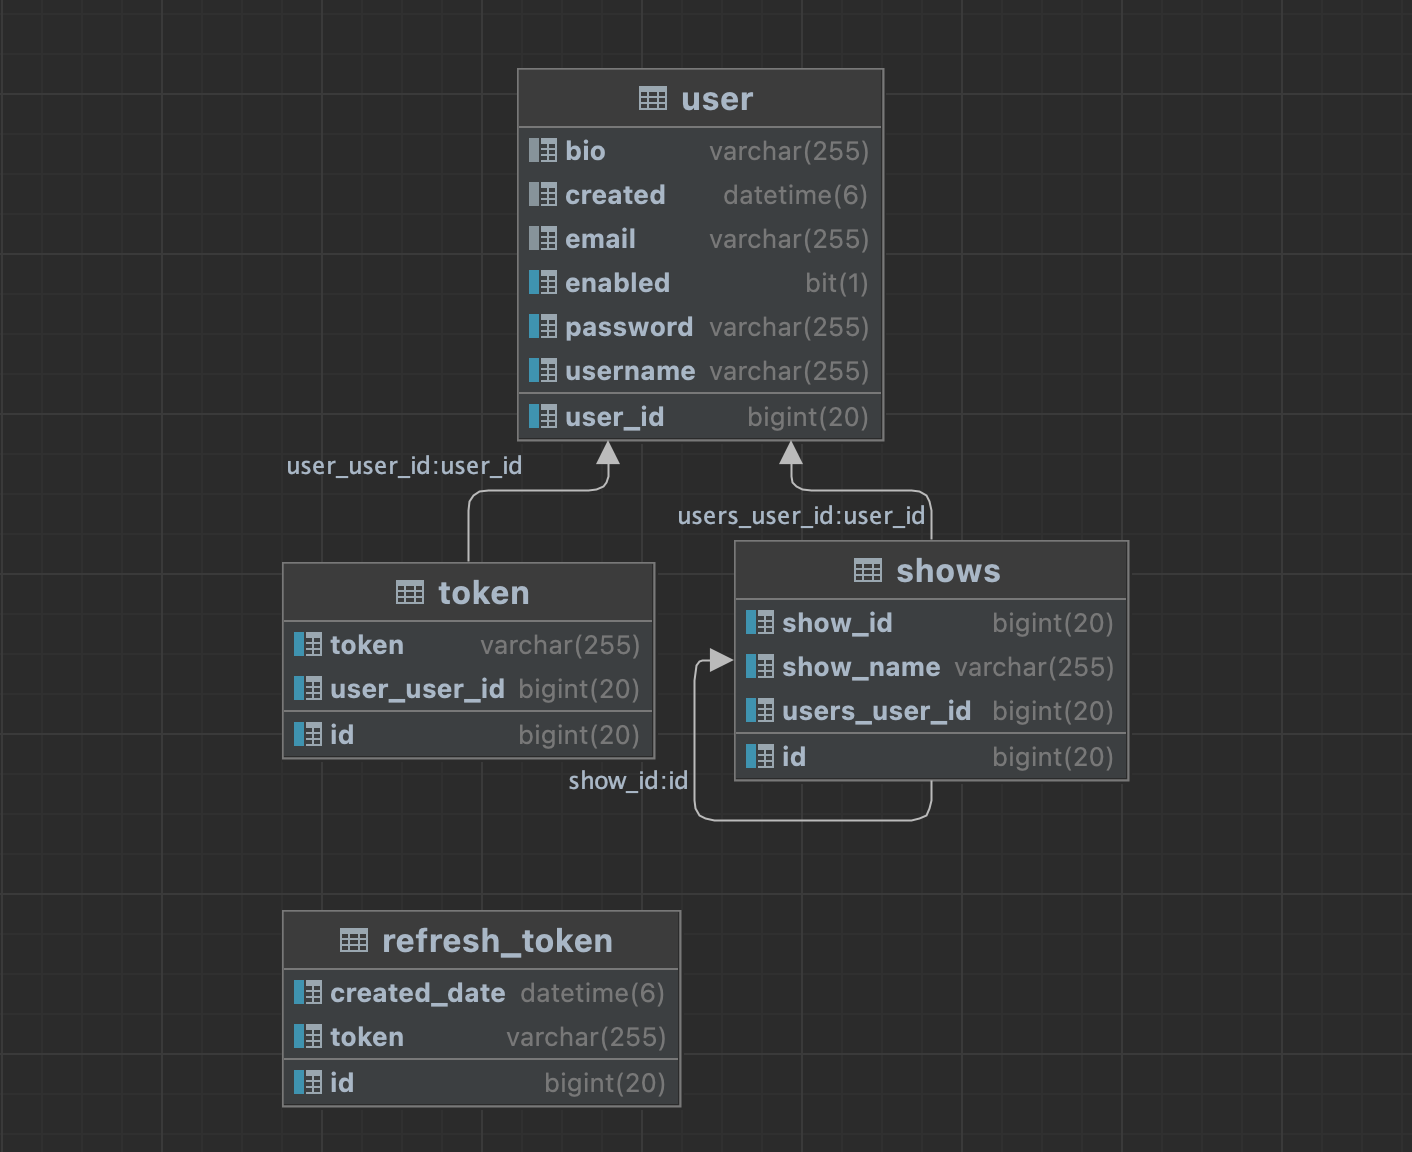 user
bio varchar(255)
created datetime(6)
email varchar(255)
enabled bit(1)
password varchar(255)
username varchar(255)
user_id bigint(20)
user_user_id:user_id
users_user_id:user_id
token
token varchar(255)
user_user_id bigint(20)
id bigint(20)
shows
show_id bigint(20)
show_name varchar(255)
users_user_id bigint(20)
id bigint(20)
show_id:id
refresh_token
created_date datetime(6)
token varchar(255)
id bigint(20)